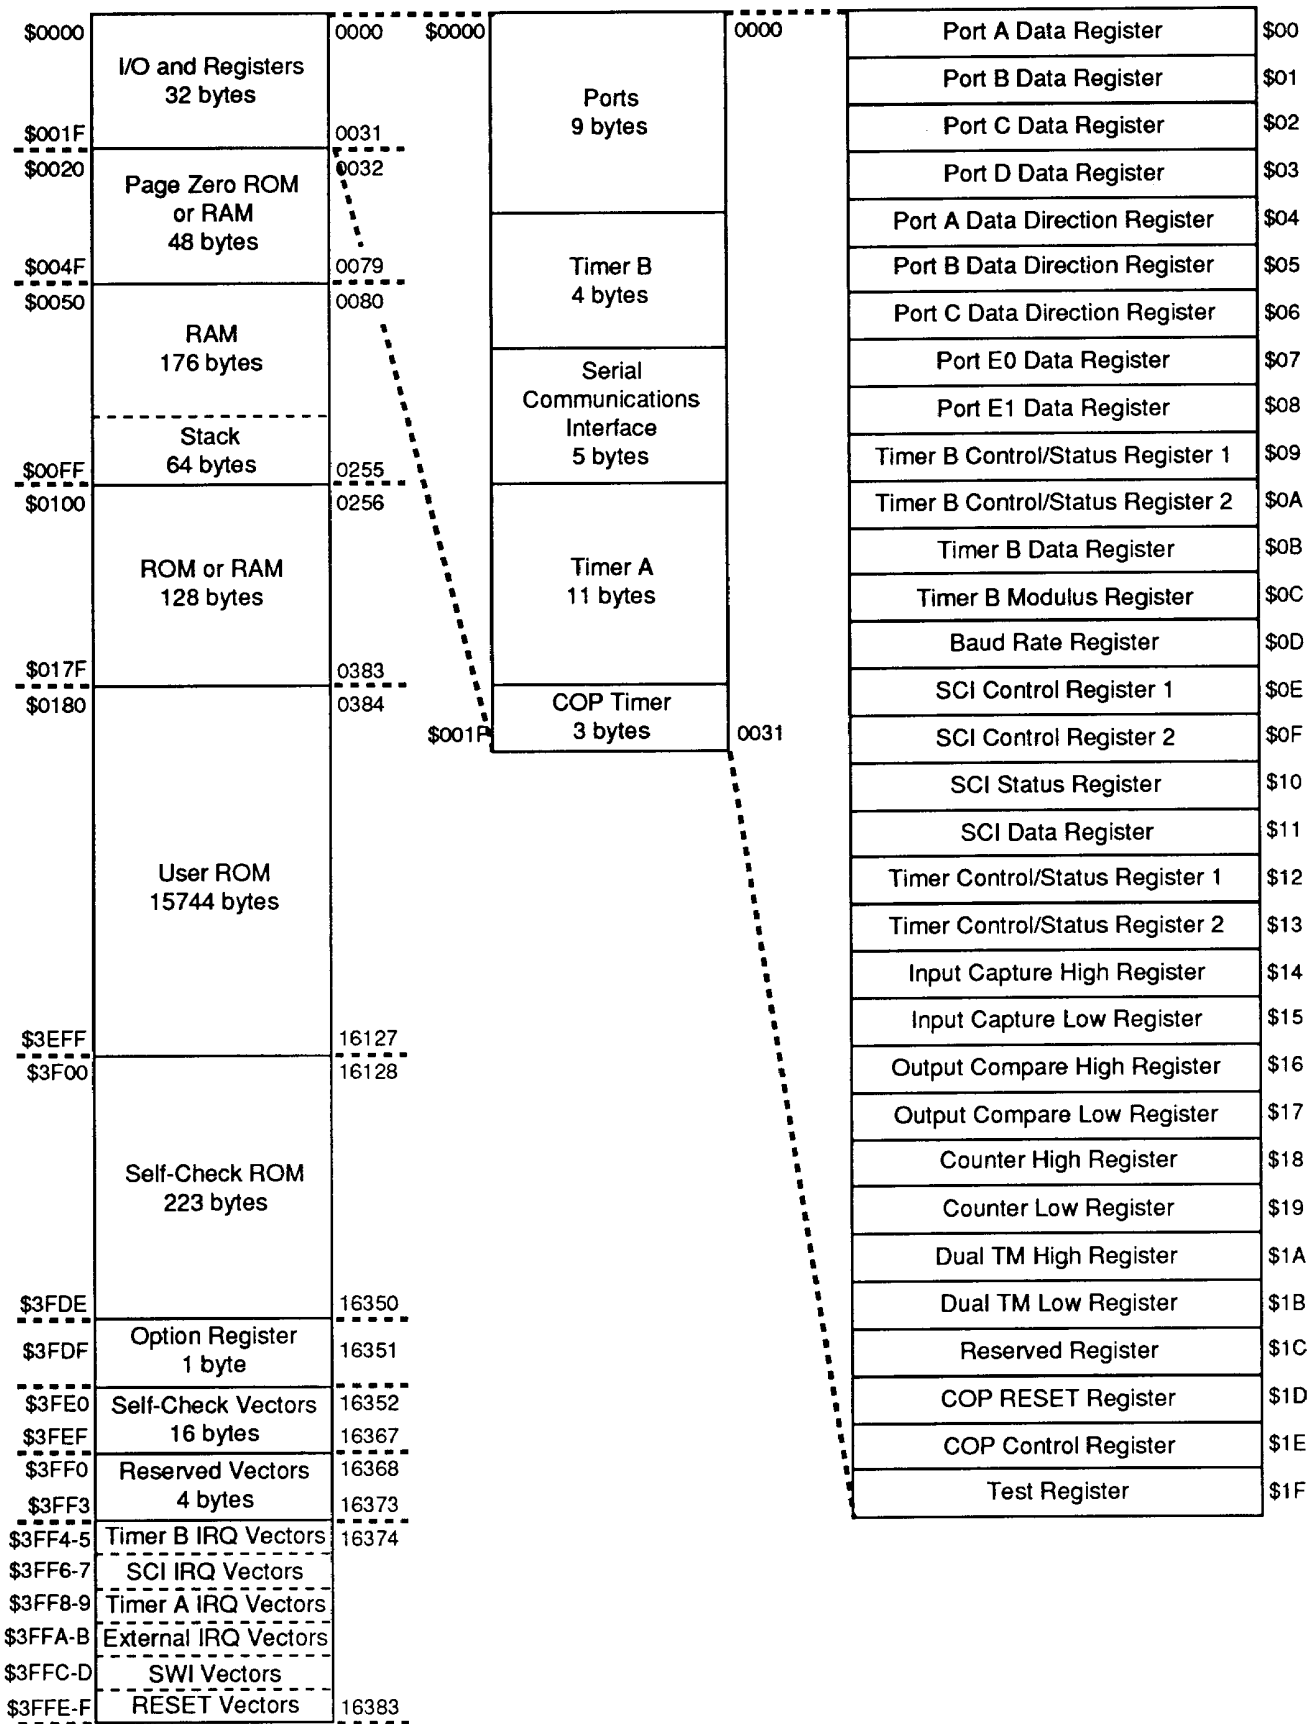 $0000
0000
I/O and Registers
32 bytes
$001F
0031
$0020
0032
Page Zero ROM
or RAM
48 bytes
$004F
0079
$0050
0080
RAM
176 bytes
Stack
64 bytes
$00FF
0255
$0100
0256
ROM or RAM
128 bytes
$017F
0383
$0180
0384
User ROM
15744 bytes
$3EFF
16127
$3F00
16128
Self-Check ROM
223 bytes
$3FDE
16350
Option Register
$3FDF
16351
1 byte
$3FE0
Self-Check Vectors
16352
$3FEF
16 bytes
16367
$3FF0
Reserved Vectors
16368
$3FF3
4 bytes
16373
$3FF4-5
Timer B IRQ Vectors
16374
$3FF6-7
SCI IRQ Vectors
$3FF8-9
Timer A IRQ Vectors
$3FFA-B
External IRQ Vectors
$3FFC-D
SWI Vectors
$3FFE-F
RESET Vectors
16383
$0000
0000
Ports
9 bytes
Timer B
4 bytes
Serial
Communications
Interface
5 bytes
Timer A
11 bytes
COP Timer
3 bytes
$001F
0031
Port A Data Register
$00
Port B Data Register
$01
Port C Data Register
$02
Port D Data Register
$03
Port A Data Direction Register
$04
Port B Data Direction Register
$05
Port C Data Direction Register
$06
Port E0 Data Register
$07
Port E1 Data Register
$08
Timer B Control/Status Register 1
$09
Timer B Control/Status Register 2
$0A
Timer B Data Register
$0B
Timer B Modulus Register
$0C
Baud Rate Register
$0D
SCI Control Register 1
$0E
SCI Control Register 2
$0F
SCI Status Register
$10
SCI Data Register
$11
Timer Control/Status Register 1
$12
Timer Control/Status Register 2
$13
Input Capture High Register
$14
Input Capture Low Register
$15
Output Compare High Register
$16
Output Compare Low Register
$17
Counter High Register
$18
Counter Low Register
$19
Dual TM High Register
$1A
Dual TM Low Register
$1B
Reserved Register
$1C
COP RESET Register
$1D
COP Control Register
$1E
Test Register
$1F